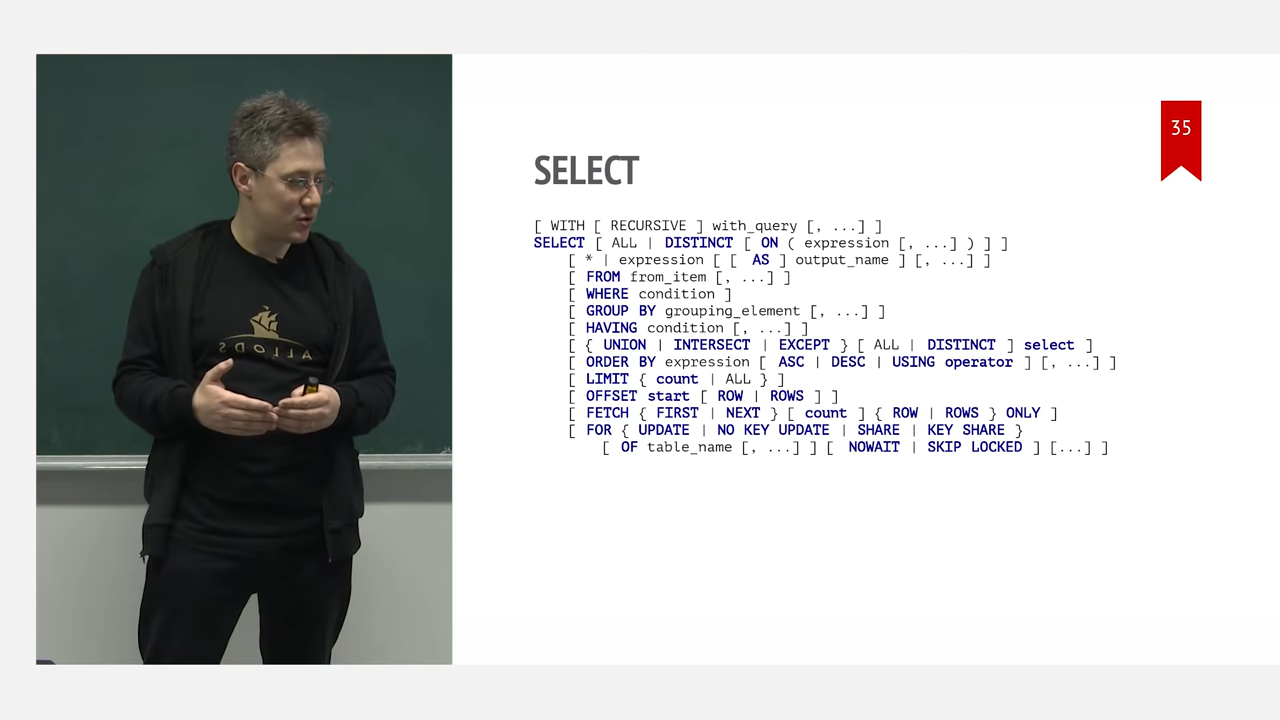 35
SELECT
[ WITH [ RECURSIVE ] with_query [, ...] ]
SELECT [ ALL | DISTINCT [ ON ( expression [, ...] ) ] ]
[ * | expression [ [ AS ] output_name ] [, ...] ]
[ FROM from_item [, ...] ]
[ WHERE condition ]
[ GROUP BY grouping_element [, ...] ]
[ HAVING condition [, ...] ]
[ { UNION | INTERSECT | EXCEPT } [ ALL | DISTINCT ] select ]
[ ORDER BY expression [ ASC | DESC | USING operator ] [, ...] ]
[ LIMIT { count | ALL } ]
[ OFFSET start [ ROW | ROWS ] ]
[ FETCH { FIRST | NEXT } [ count ] { ROW | ROWS } ONLY ]
[ FOR { UPDATE | NO KEY UPDATE | SHARE | KEY SHARE }
[ OF table_name [, ...] ] [ NOWAIT | SKIP LOCKED ] [...] ]
ALLODS